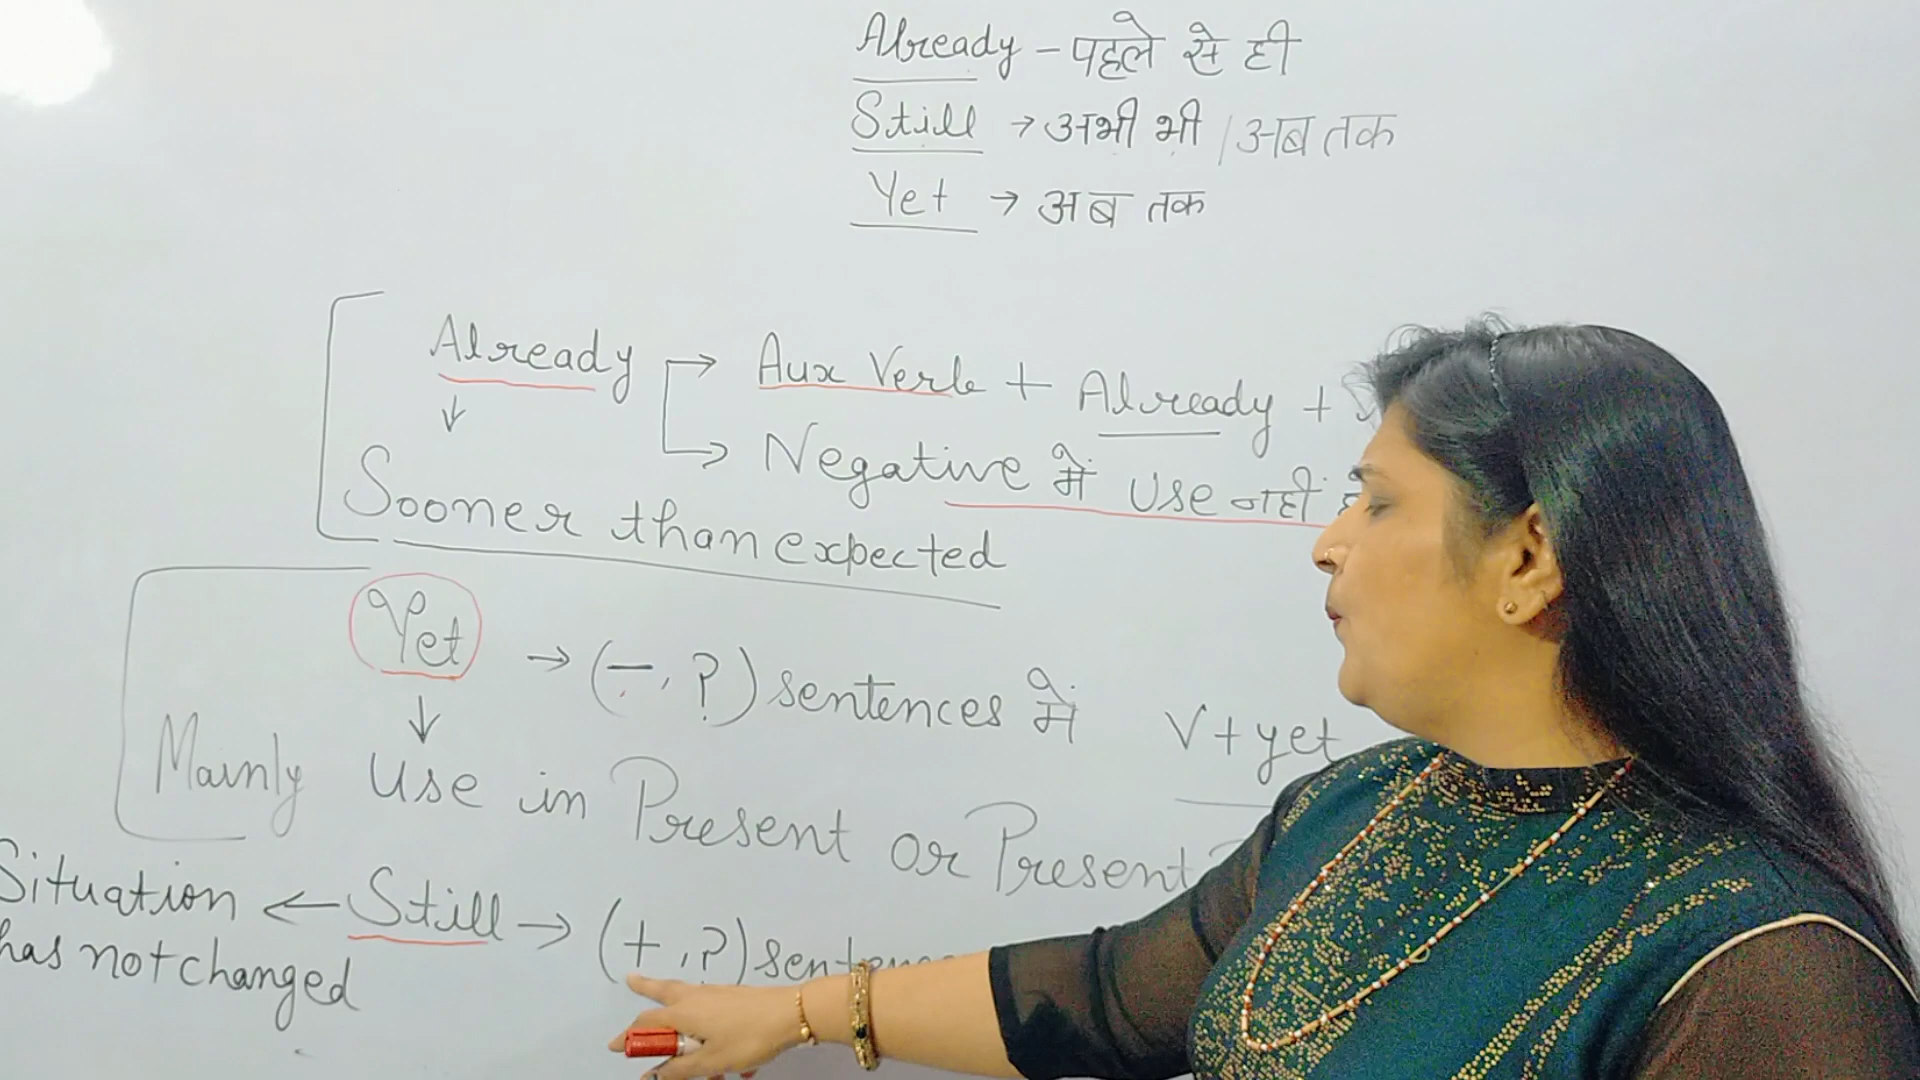 Already - पहले से ही
Still → अभी भी / अब तक
Yet → अब तक
Already → Aux Verb + Already +
→ Negative में use नही
↓
Sooner than expected
Yet → (-, ?) sentences में V + yet
↓
Mainly use in Present or Present
Situation has not changed ← Still → (+, ?)